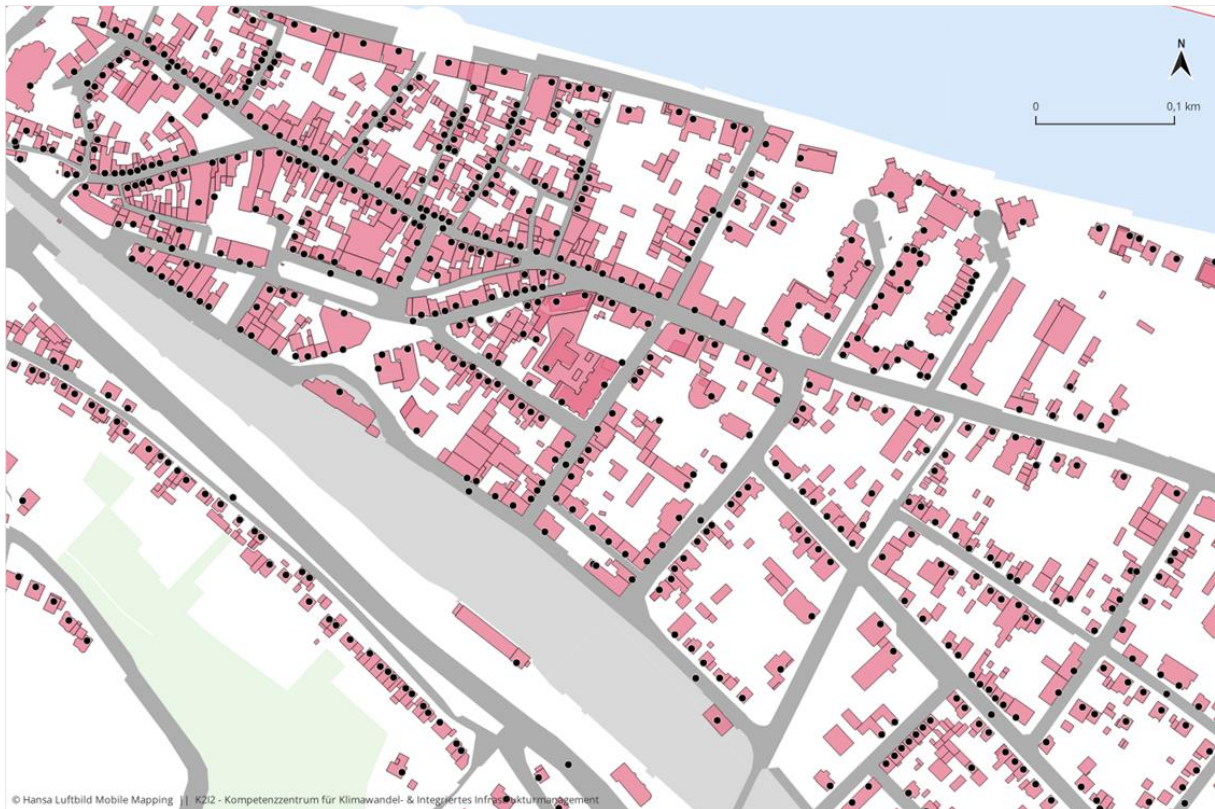 N
0 0,1 km
© Hansa Luftbild Mobile Mapping || K2I2 - Kompetenzzentrum für Klimawandel- & Integriertes Infrastrukturmanagement